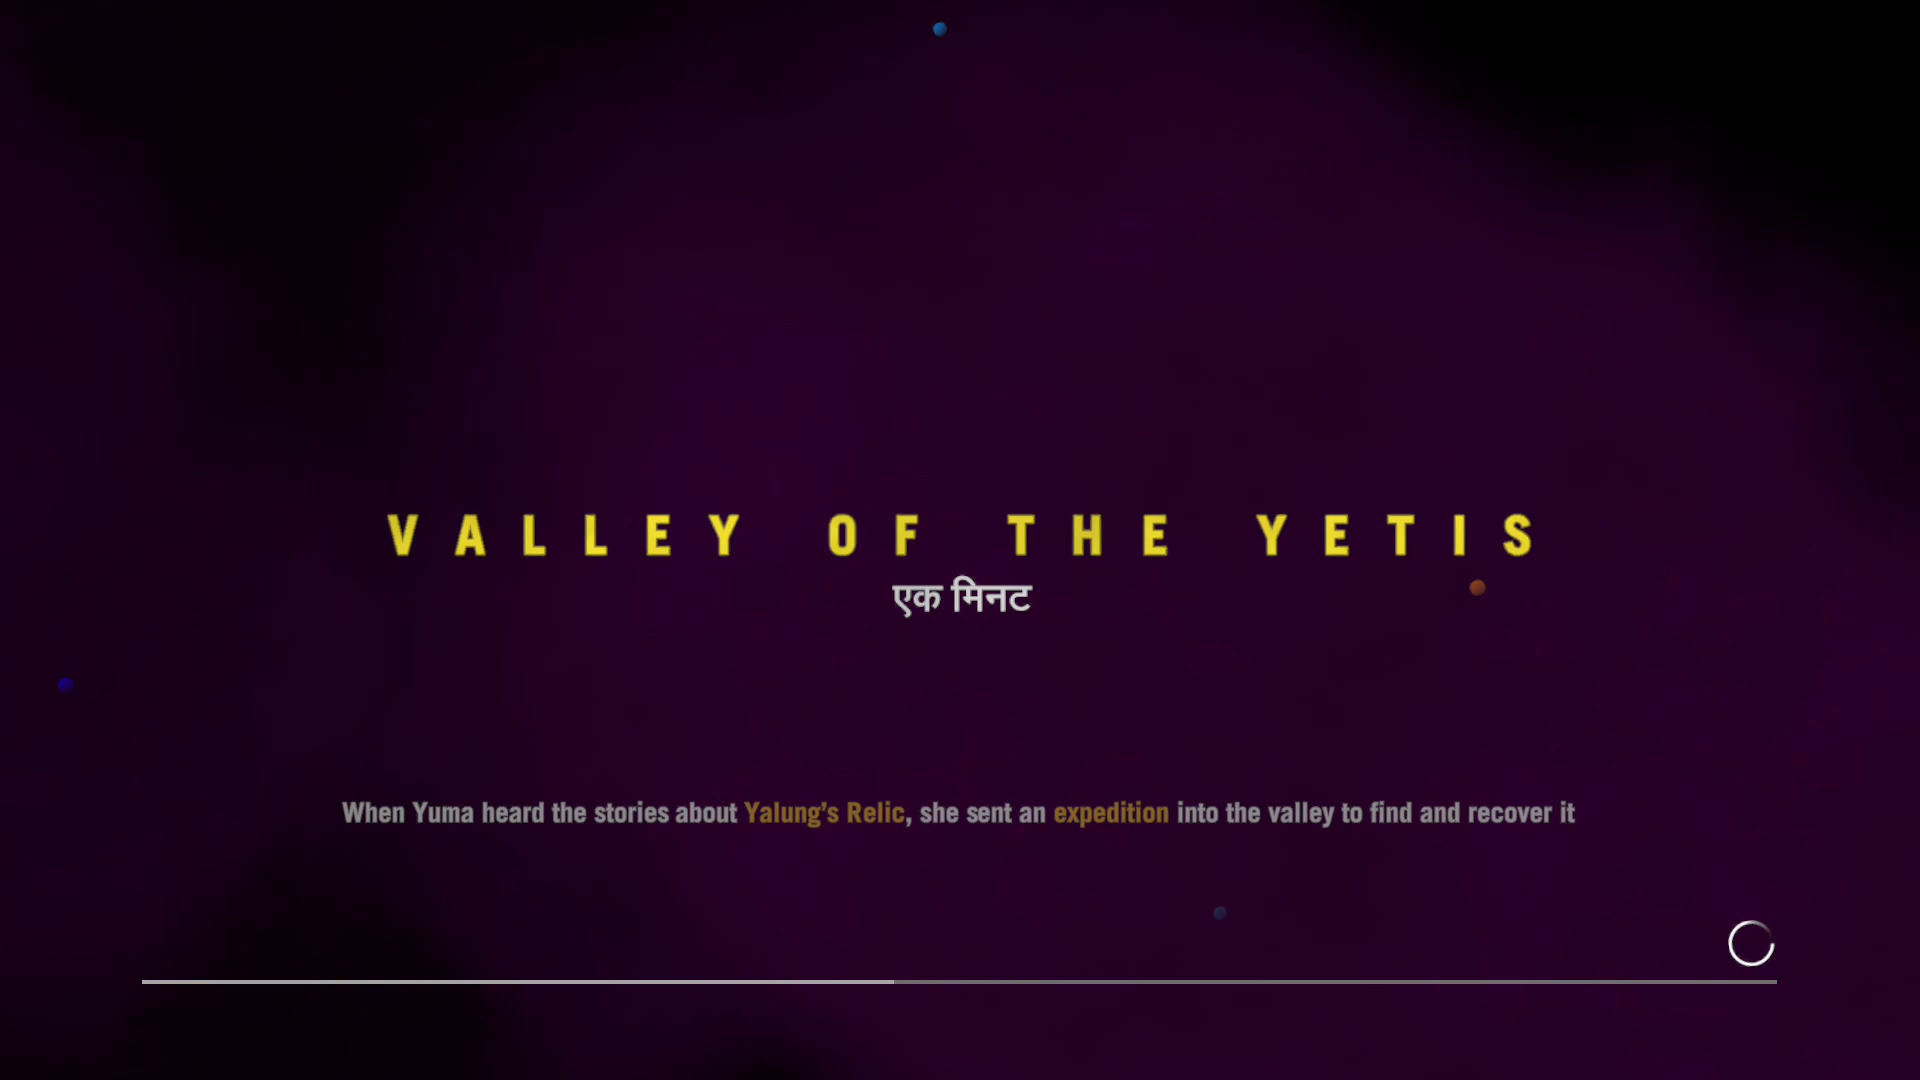 VALLEY OF THE YETIS
एक मिनट
When Yuma heard the stories about Yalung’s Relic, she sent an expedition into the valley to find and recover it